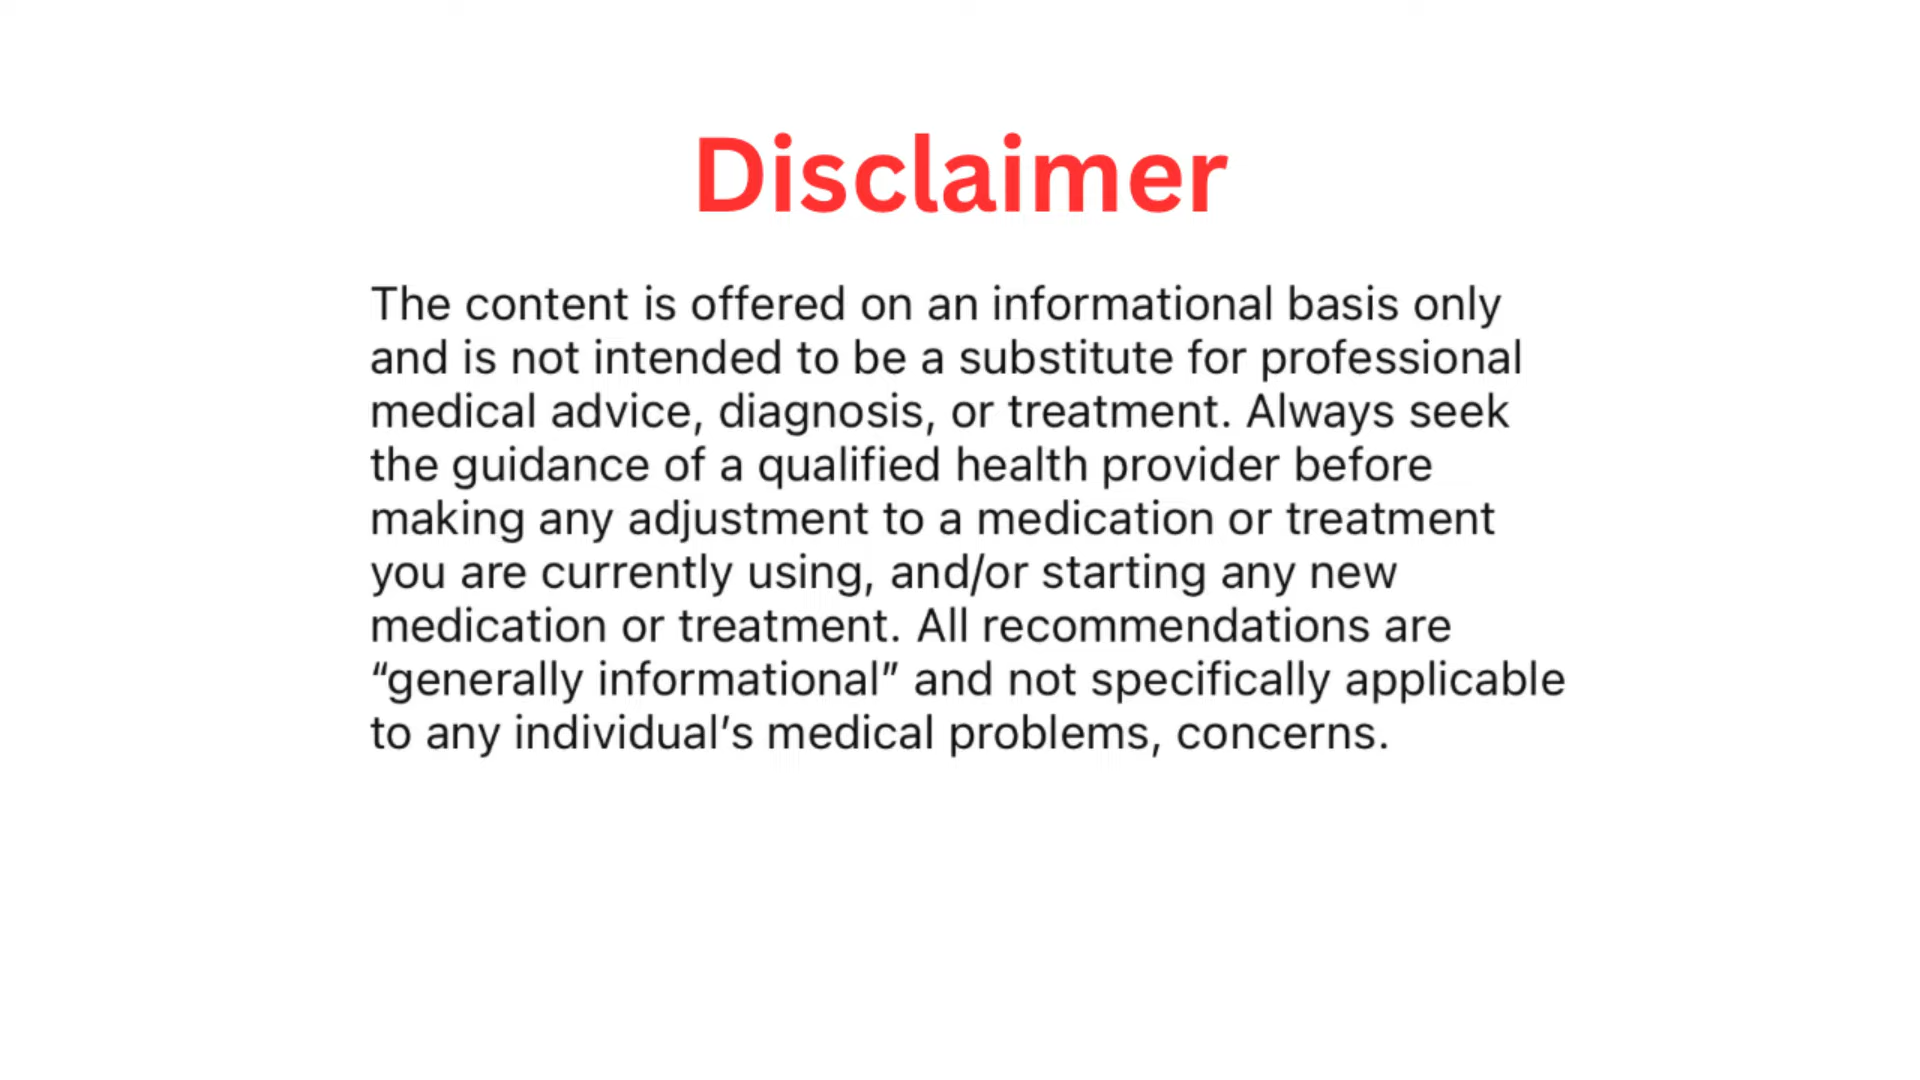 Disclaimer
The content is offered on an informational basis only
and is not intended to be a substitute for professional
medical advice, diagnosis, or treatment. Always seek
the guidance of a qualified health provider before
making any adjustment to a medication or treatment
you are currently using, and/or starting any new
medication or treatment. All recommendations are
“generally informational” and not specifically applicable
to any individual’s medical problems, concerns.